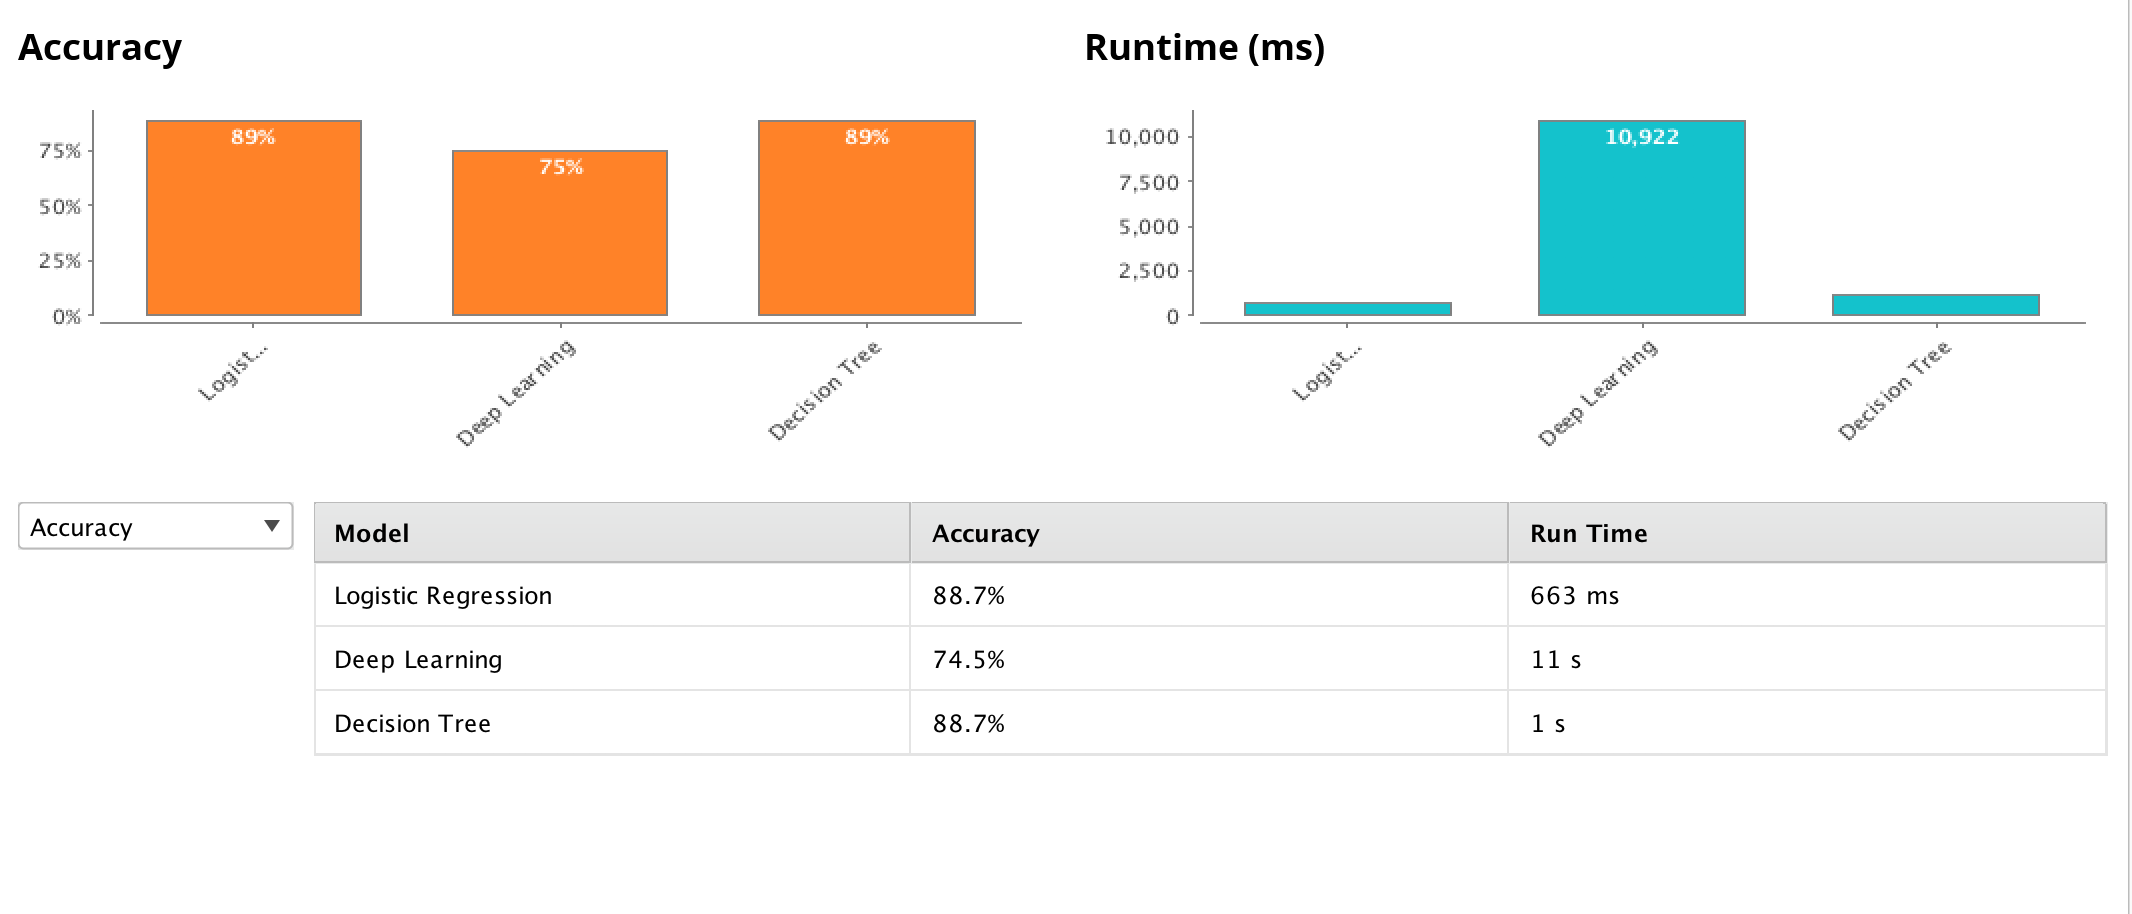 Accuracy
89%
75%
89%
75%
50%
25%
0%
Logist...
Deep Learning
Decision Tree
Runtime (ms)
10,922
10,000
7,500
5,000
2,500
0
Logist...
Deep Learning
Decision Tree
Accuracy
Model Accuracy Run Time
Logistic Regression 88.7% 663 ms
Deep Learning 74.5% 11 s
Decision Tree 88.7% 1 s